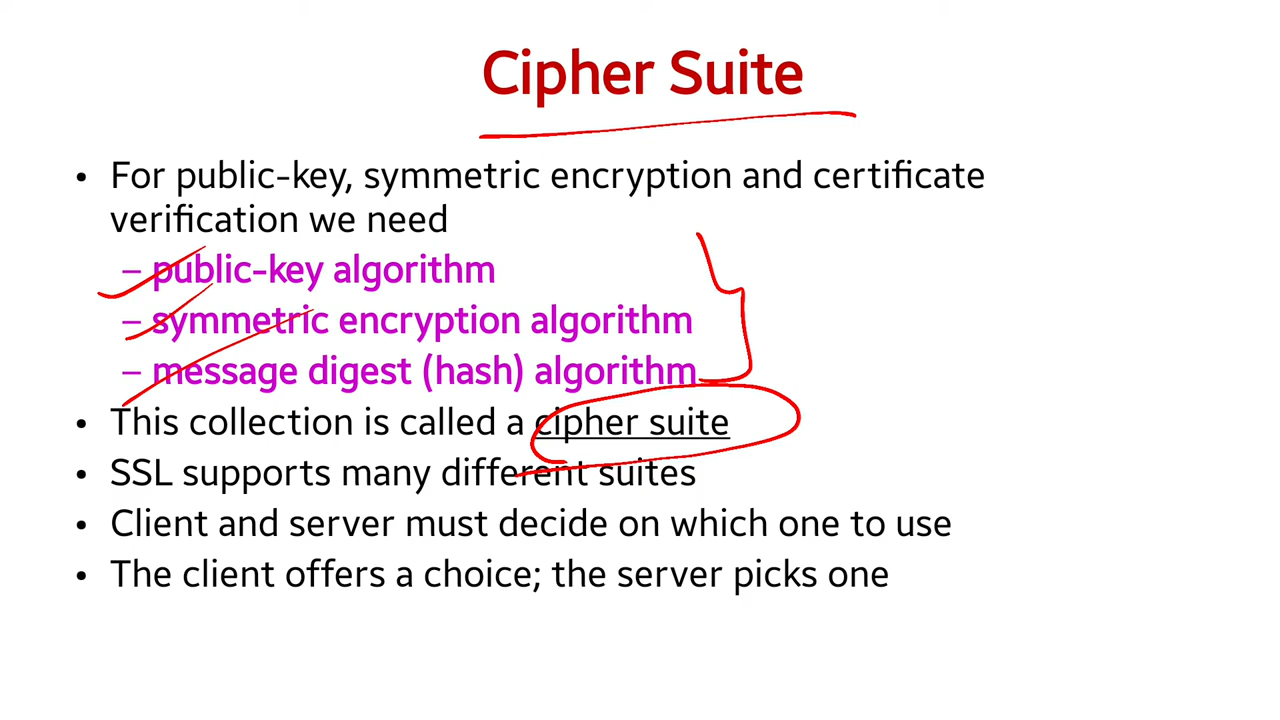 Cipher Suite
• For public-key, symmetric encryption and certificate
verification we need
– public-key algorithm
– symmetric encryption algorithm
– message digest (hash) algorithm
• This collection is called a cipher suite
• SSL supports many different suites
• Client and server must decide on which one to use
• The client offers a choice; the server picks one